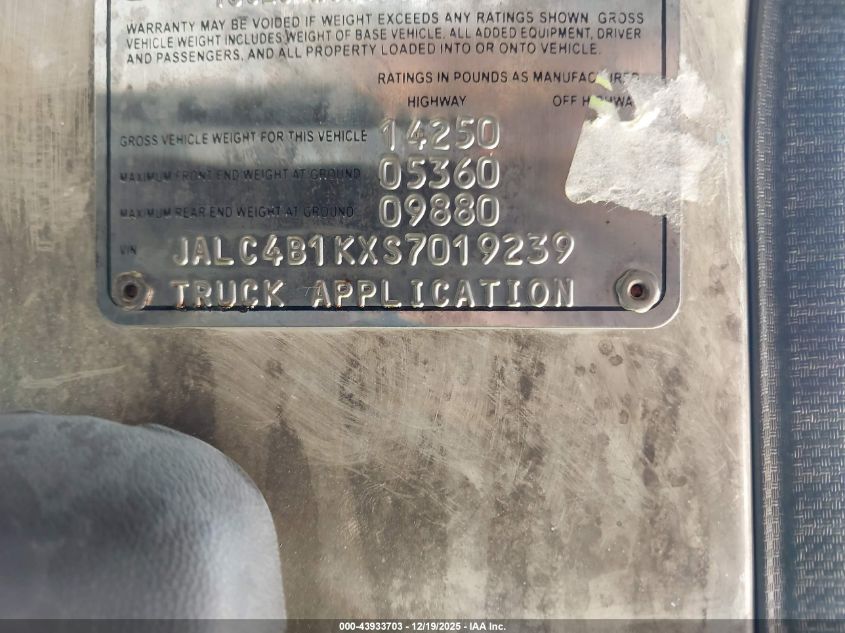 WARRANTY MAY BE VOIDED IF WEIGHT EXCEEDS ANY RATINGS SHOWN. GROSS
VEHICLE WEIGHT INCLUDES WEIGHT OF BASE VEHICLE, ALL ADDED EQUIPMENT, DRIVER
AND PASSENGERS, AND ALL PROPERTY LOADED INTO OR ONTO VEHICLE.
RATINGS IN POUNDS AS MANUFACTURED
HIGHWAY OFF HIGHWA
GROSS VEHICLE WEIGHT FOR THIS VEHICLE 14250
MAXIMUM FRONT END WEIGHT AT GROUND 05360
MAXIMUM REAR END WEIGHT AT GROUND 09880
VIN JALC4B1KXS7019239
TRUCK APPLICATION
000-43933703 - 12/19/2025 - IAA Inc.